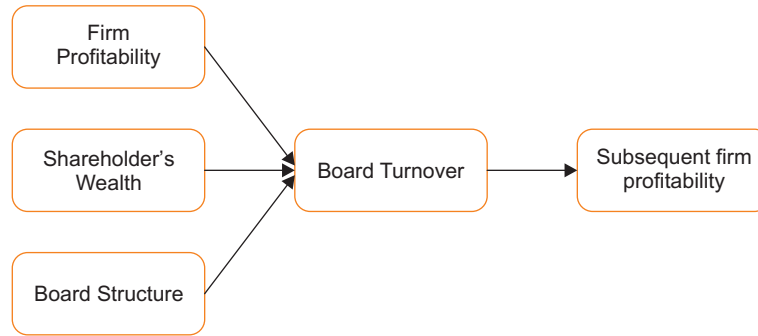 Firm
Profitability
Shareholder's
Wealth
Board Structure
Board Turnover
Subsequent firm
profitability